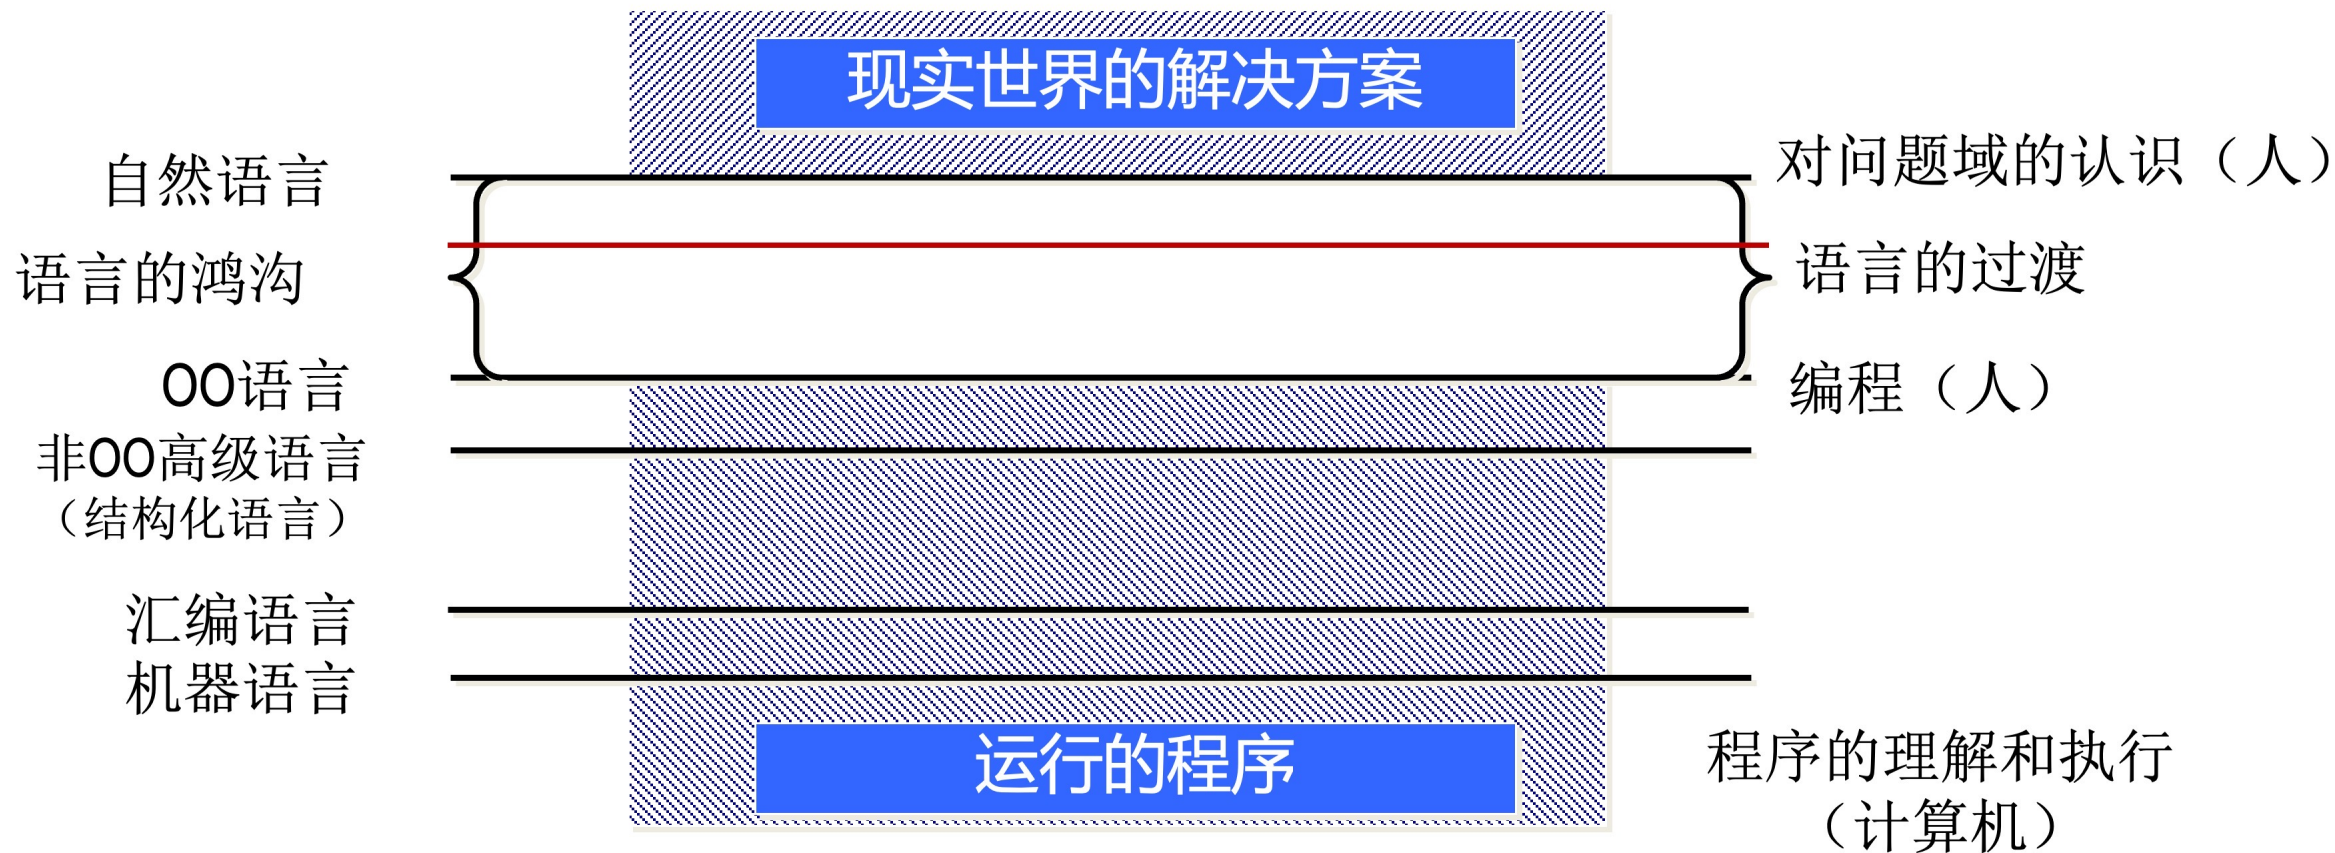 现实世界的解决方案
自然语言
对问题域的认识（人）
语言的鸿沟
语言的过渡
OO语言
编程（人）
非OO高级语言
（结构化语言）
汇编语言
机器语言
运行的程序
程序的理解和执行
（计算机）